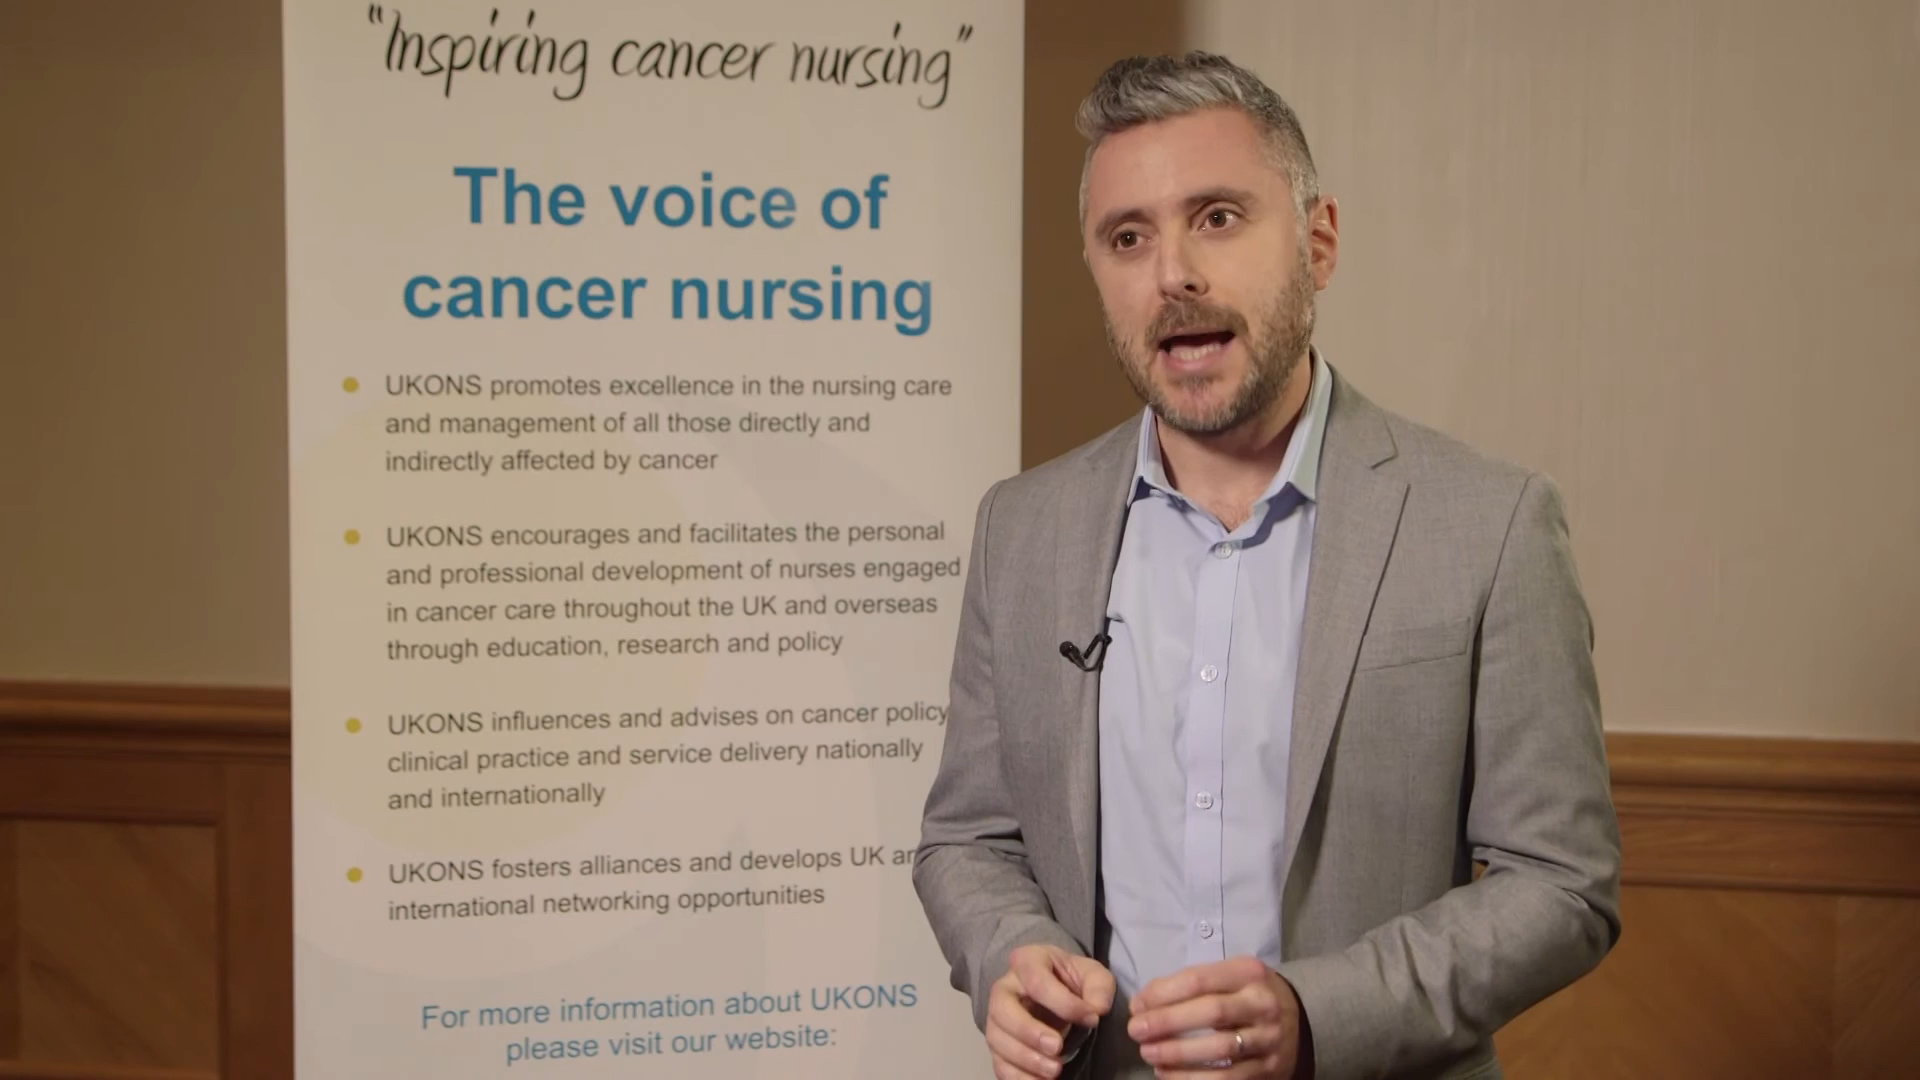 “Inspiring cancer nursing”
The voice of
cancer nursing
UKONS promotes excellence in the nursing care
and management of all those directly and
indirectly affected by cancer
UKONS encourages and facilitates the personal
and professional development of nurses engaged
in cancer care throughout the UK and overseas
through education, research and policy
UKONS influences and advises on cancer policy
clinical practice and service delivery nationally
and internationally
UKONS fosters alliances and develops UK
international networking opportunities
For more information about UKONS
please visit our website: